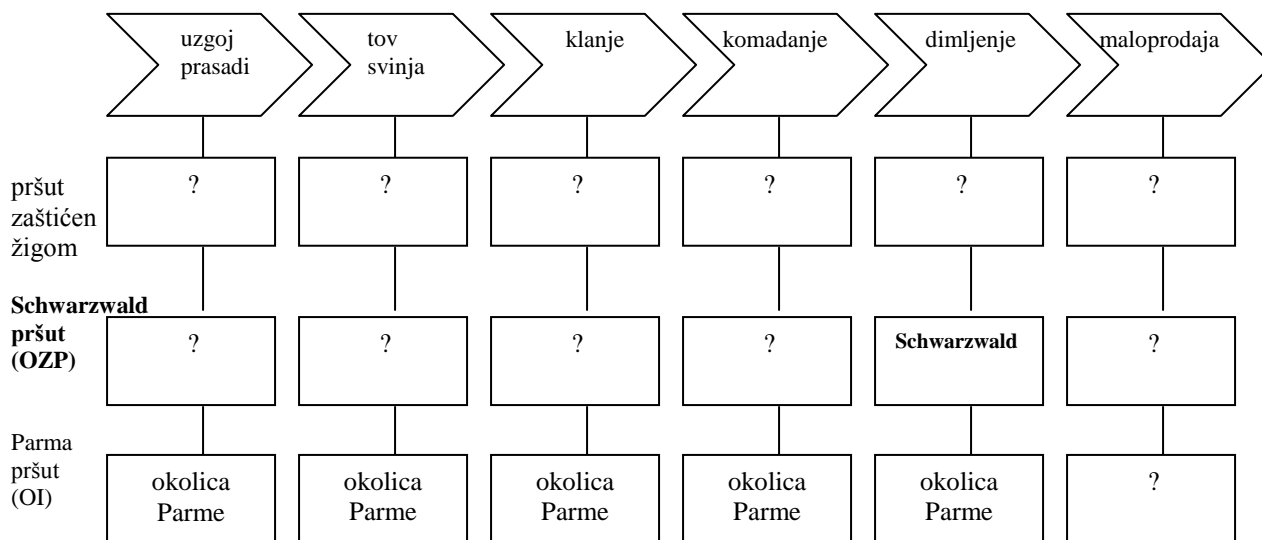 uzgoj
prasadi
tov
svinja
klanje
komadanje
dimljenje
maloprodaja
pršut
zaštićen
žigom
?
?
?
?
?
?
Schwarzwald
pršut
(OZP)
?
?
?
?
Schwarzwald
?
Parma
pršut
(OI)
okolica
Parme
okolica
Parme
okolica
Parme
okolica
Parme
okolica
Parme
?